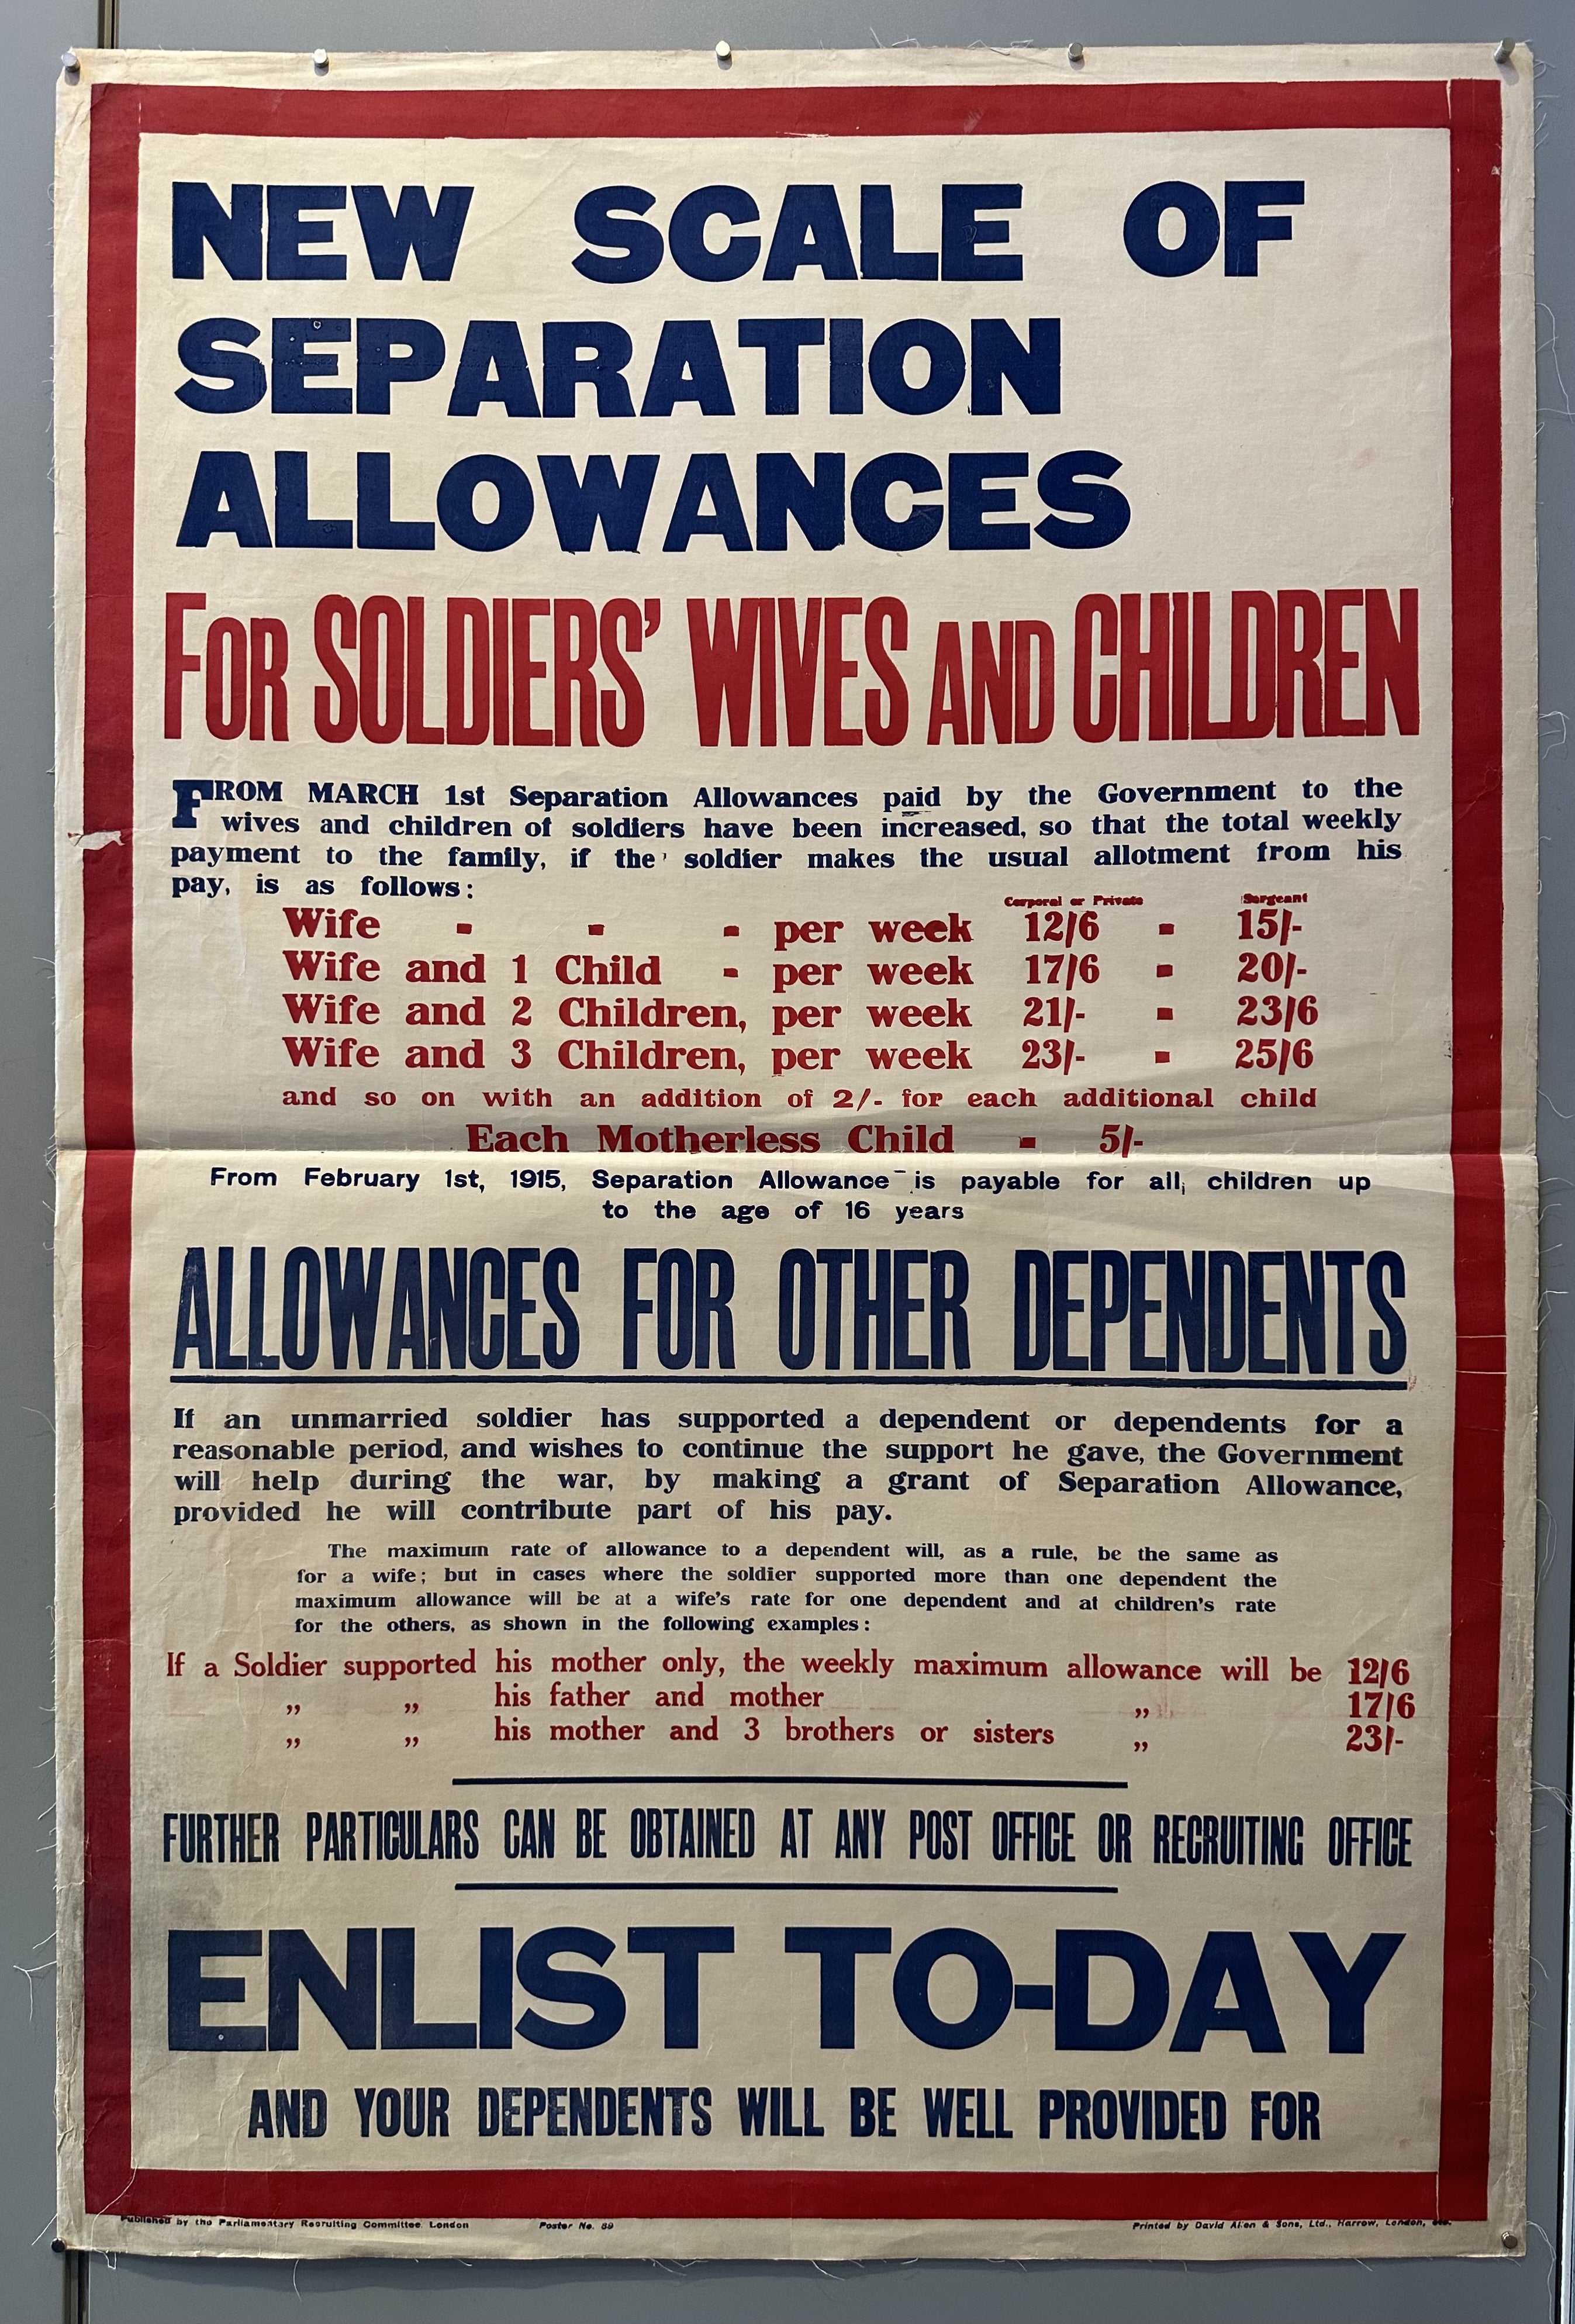 NEW SCALE OF
SEPARATION
ALLOWANCES
FOR SOLDIERS' WIVES AND CHILDREN
FROM MARCH 1st Separation Allowances paid by the Government to the
wives and children of soldiers have been increased, so that the total weekly
payment to the family, if the soldier makes the usual allotment from his
pay, is as follows:
Corporal or Private Sergeant
Wife - - - per week 12/6 - 15/-
Wife and 1 Child - per week 17/6 - 20/-
Wife and 2 Children, per week 21/- - 23/6
Wife and 3 Children, per week 23/- - 25/6
and so on with an addition of 2/- for each additional child
Each Motherless Child - 5/-
From February 1st, 1915, Separation Allowance is payable for all children up
to the age of 16 years
ALLOWANCES FOR OTHER DEPENDENTS
If an unmarried soldier has supported a dependent or dependents for a
reasonable period, and wishes to continue the support he gave, the Government
will help during the war, by making a grant of Separation Allowance,
provided he will contribute part of his pay.
The maximum rate of allowance to a dependent will, as a rule, be the same as
for a wife; but in cases where the soldier supported more than one dependent the
maximum allowance will be at a wife's rate for one dependent and at children's rate
for the others, as shown in the following examples:
If a Soldier supported his mother only, the weekly maximum allowance will be 12/6
„ „ his father and mother „ 17/6
„ „ his mother and 3 brothers or sisters „ 23/-
FURTHER PARTICULARS CAN BE OBTAINED AT ANY POST OFFICE OR RECRUITING OFFICE
ENLIST TO-DAY
AND YOUR DEPENDENTS WILL BE WELL PROVIDED FOR
Published by the Parliamentary Recruiting Committee, London Poster No. 59 Printed by David Allen & Sons, Ltd., Harrow, London, etc.